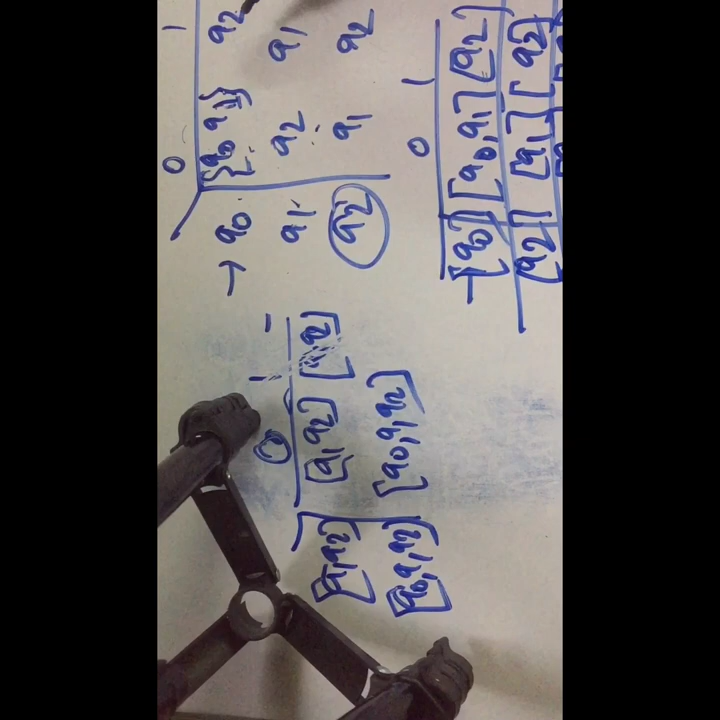 0 1
→ q0 {q0, q1} q2
q1 q2 q1
q2 q1 q2
0 1
[q1,q2] [q1,q2] [q2]
[q0,q1,q2] [q0,q1,q2]
0 1
→ [q0] [q0,q1] [q2]
[q2] [q1] [q2]